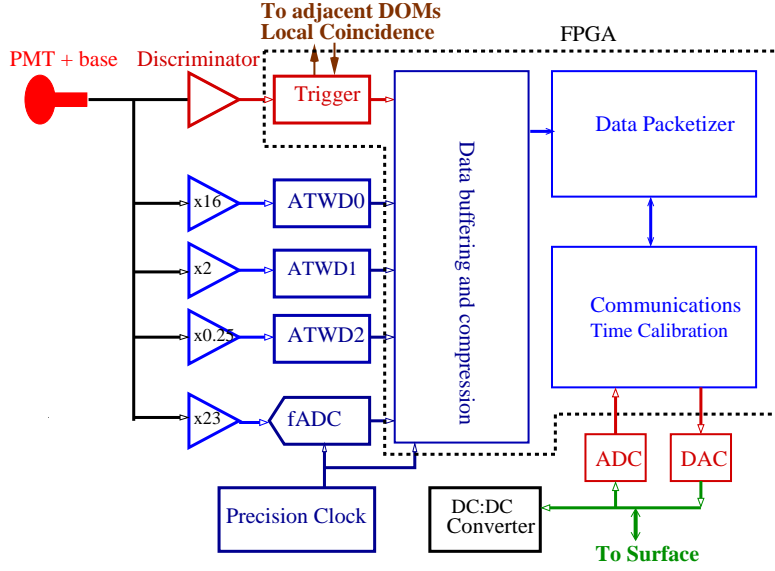 To adjacent DOMs
Local Coincidence
FPGA
PMT + base
Discriminator
Trigger
Data Packetizer
Data buffering and compression
x16
ATWD0
x2
ATWD1
Communications
Time Calibration
x0.25
ATWD2
x23
fADC
ADC
DAC
Precision Clock
DC:DC
Converter
To Surface